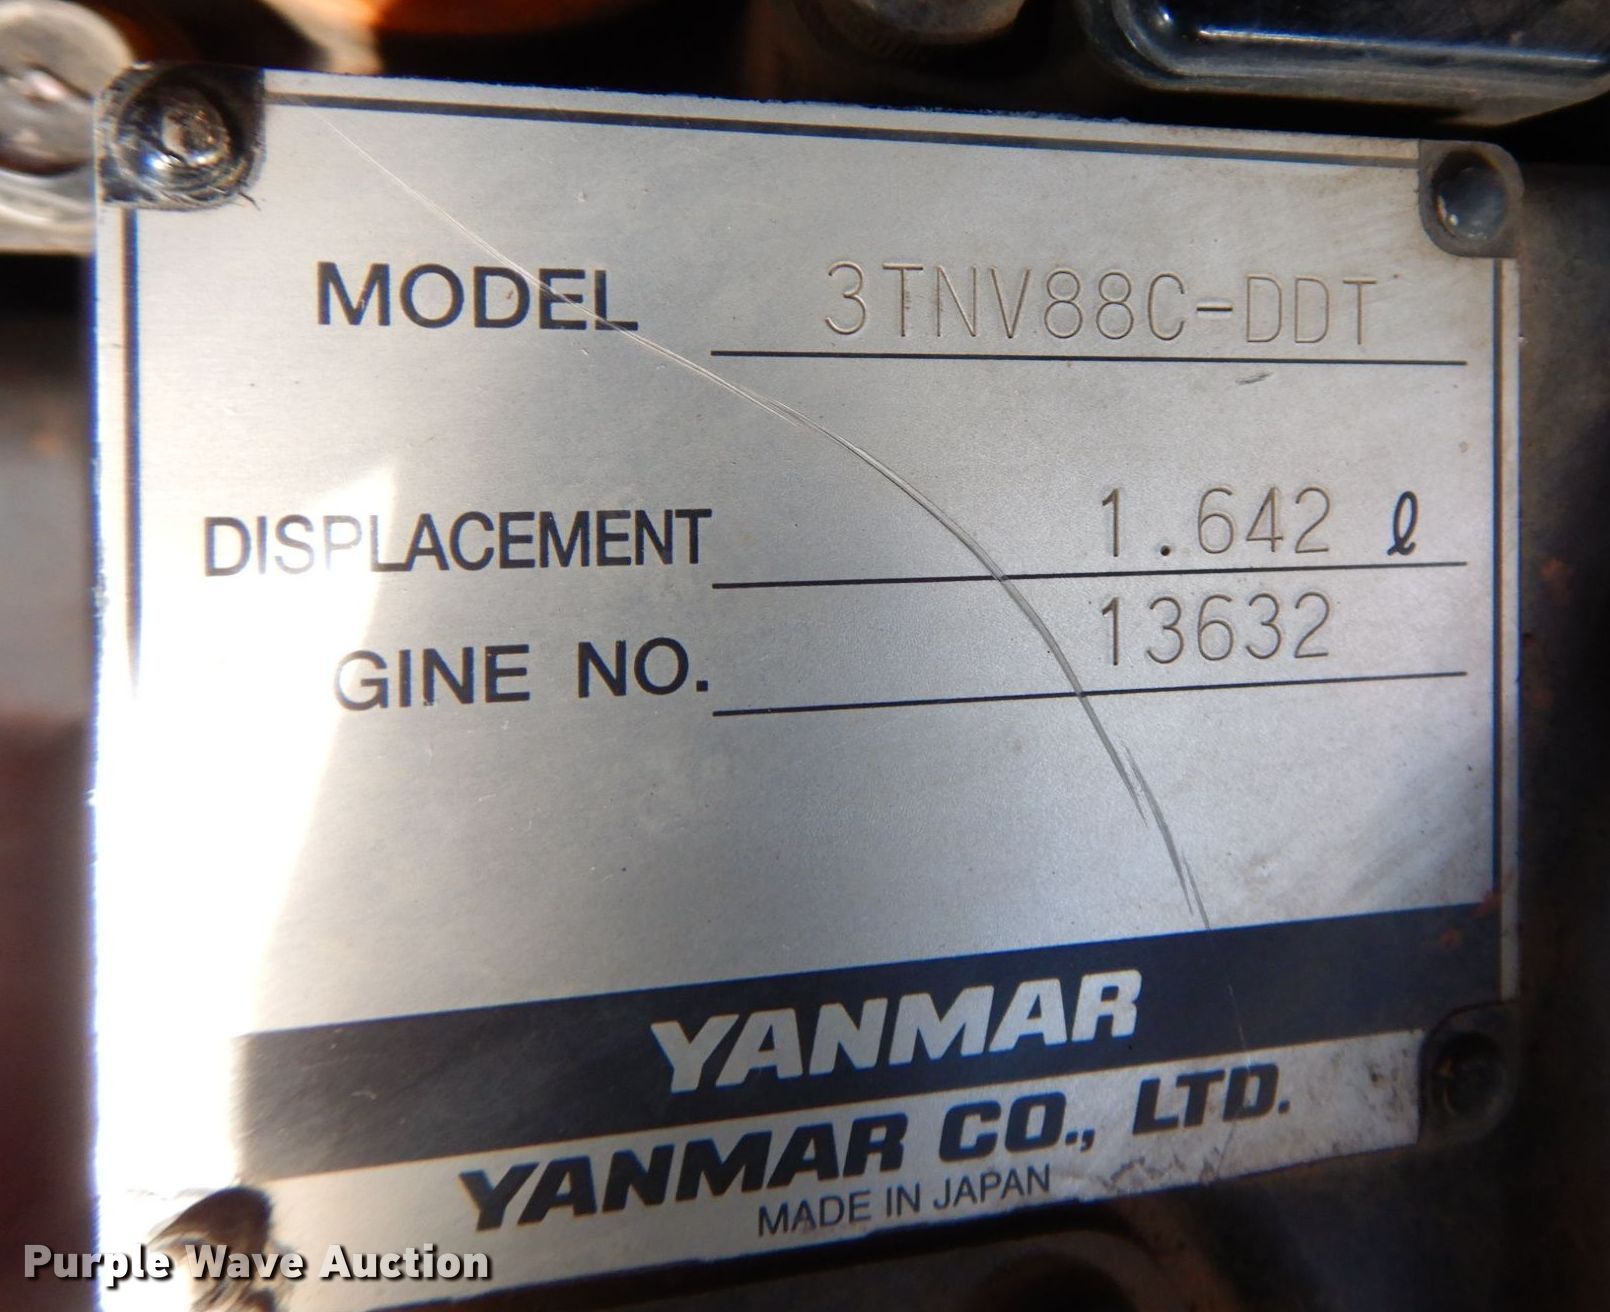 MODEL 3TNV88C-DDT
DISPLACEMENT 1.642 ℓ
GINE NO. 13632
YANMAR
YANMAR CO., LTD.
MADE IN JAPAN
Purple Wave Auction